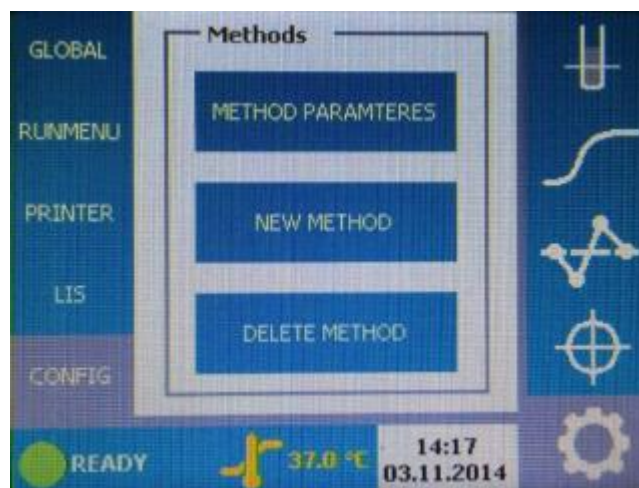 GLOBAL
RUNMENU
PRINTER
LIS
CONFIG
Methods
METHOD PARAMTERES
NEW METHOD
DELETE METHOD
READY
37.0 °C
14:17
03.11.2014